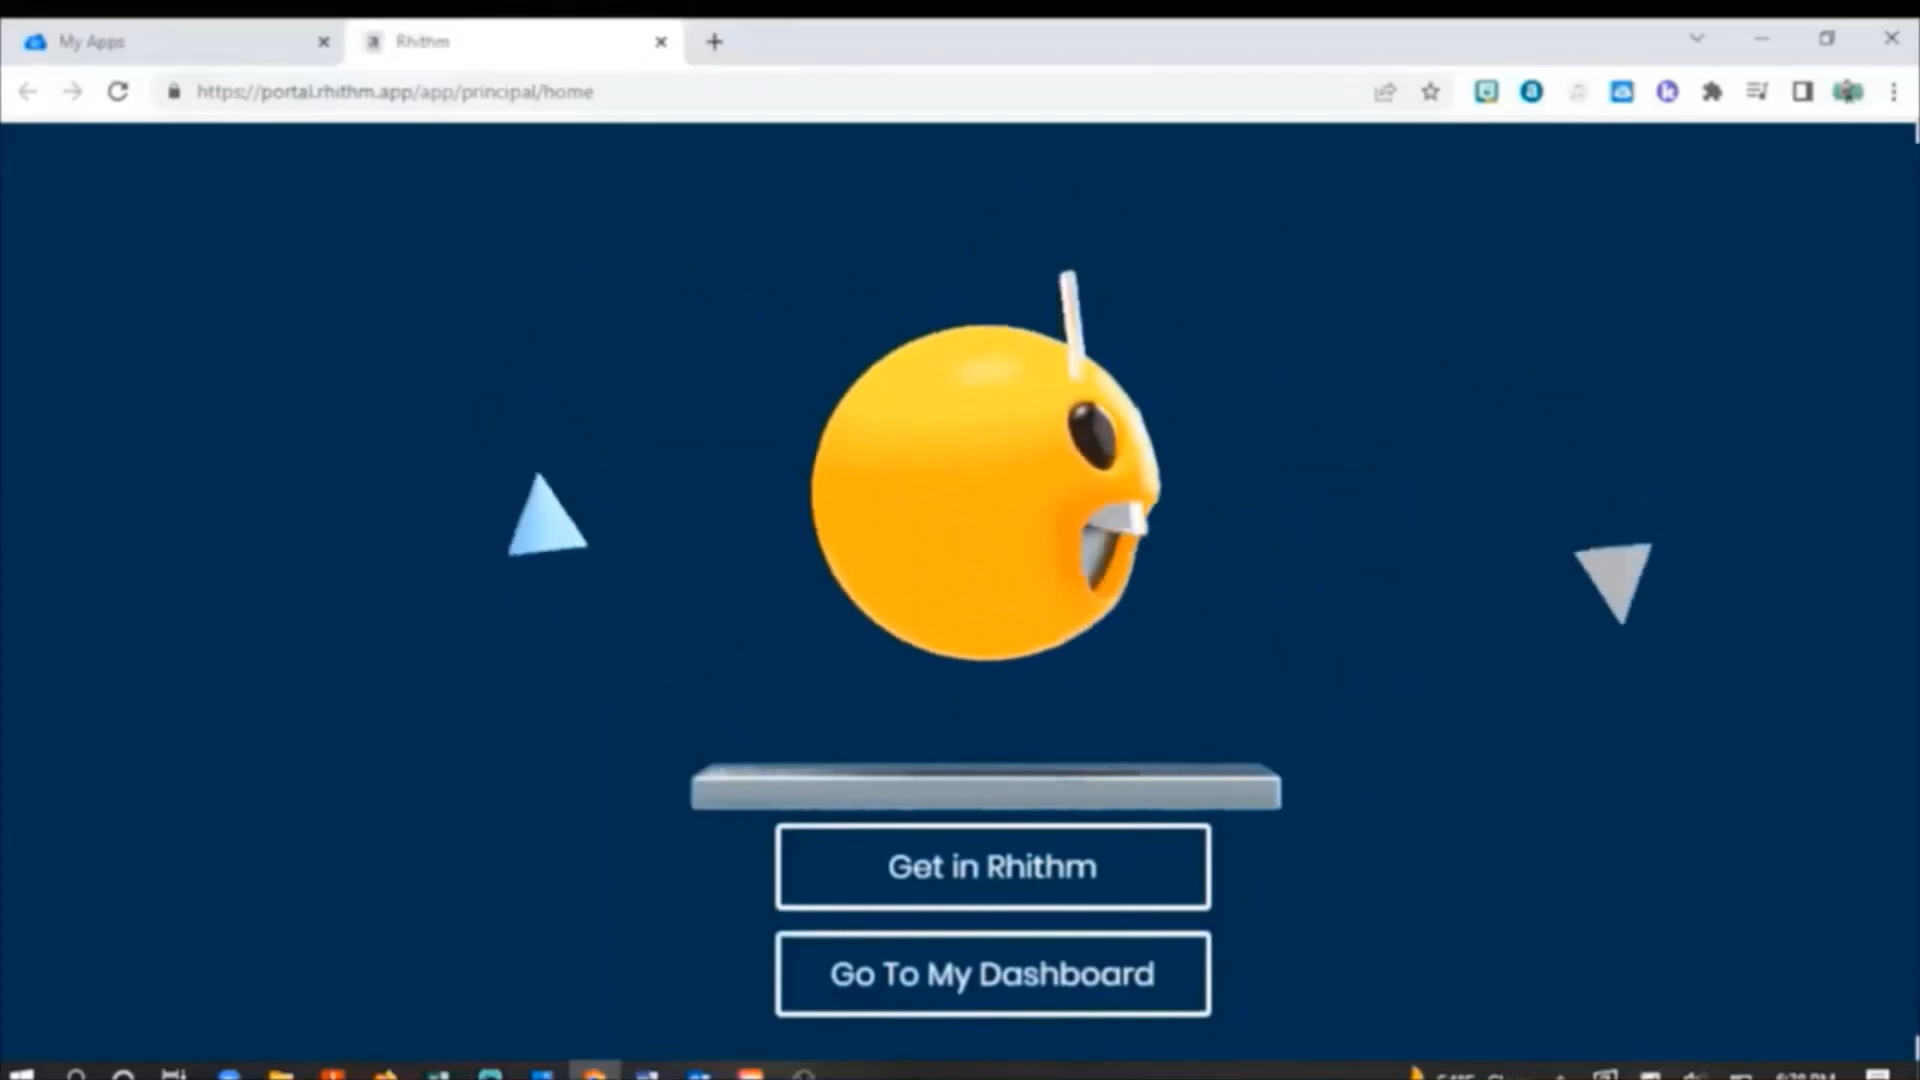 My Apps
Rhithm
https://portal.rhithm.app/app/principal/home
Get in Rhithm
Go To My Dashboard